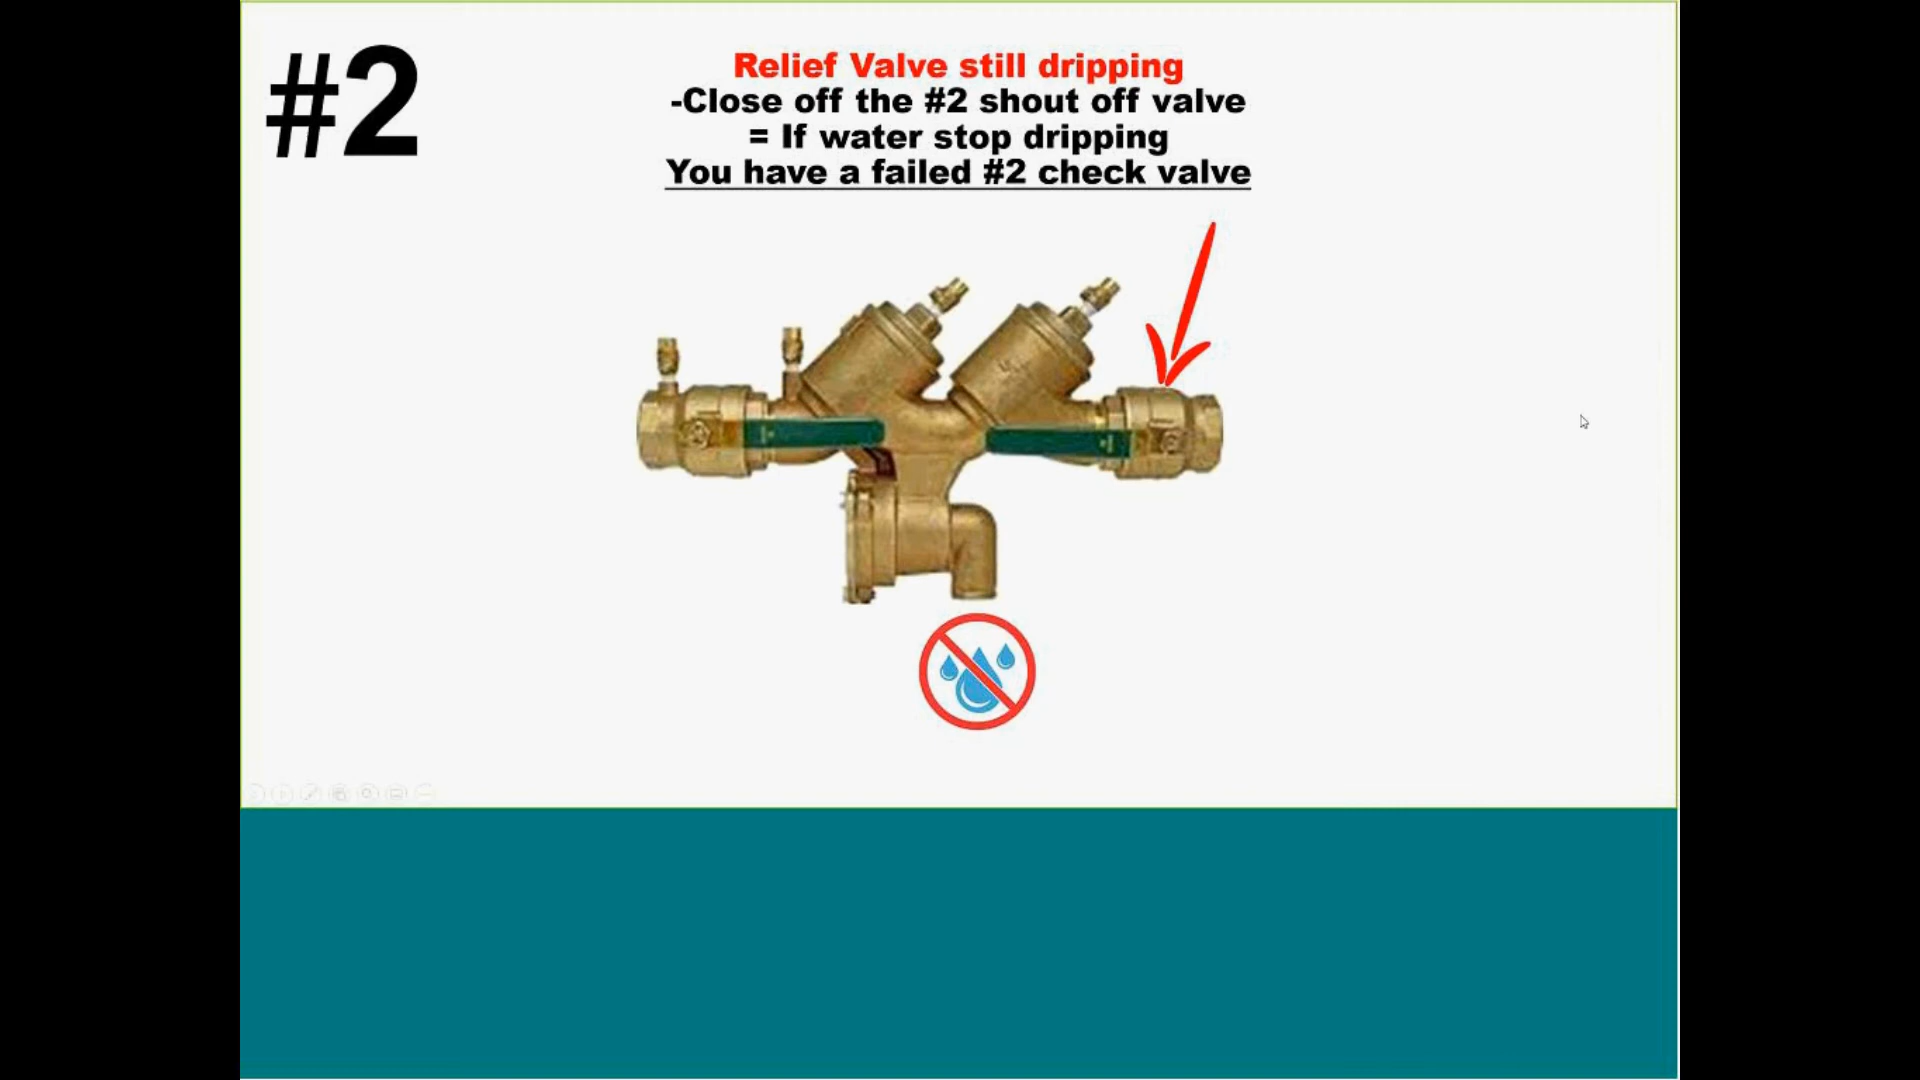 #2
Relief Valve still dripping
-Close off the #2 shout off valve
= If water stop dripping
You have a failed #2 check valve